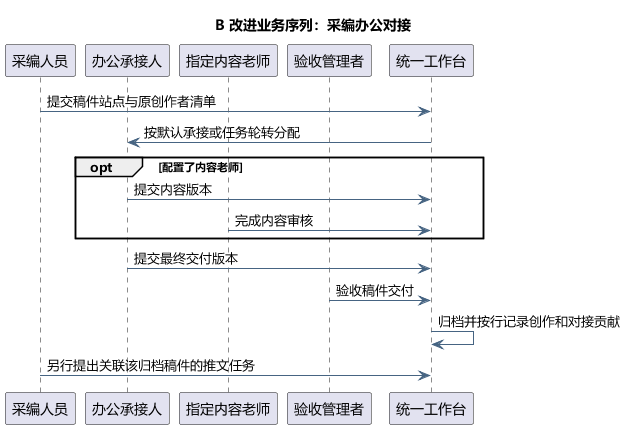 B 改进业务序列：采编办公对接
采编人员 办公承接人 指定内容老师 验收管理者 统一工作台
提交稿件站点与原创作者清单
按默认承接或任务轮转分配
opt [配置了内容老师]
提交内容版本
完成内容审核
提交最终交付版本
验收稿件交付
归档并按行记录创作和对接贡献
另行提出关联该归档稿件的推文任务
采编人员 办公承接人 指定内容老师 验收管理者 统一工作台